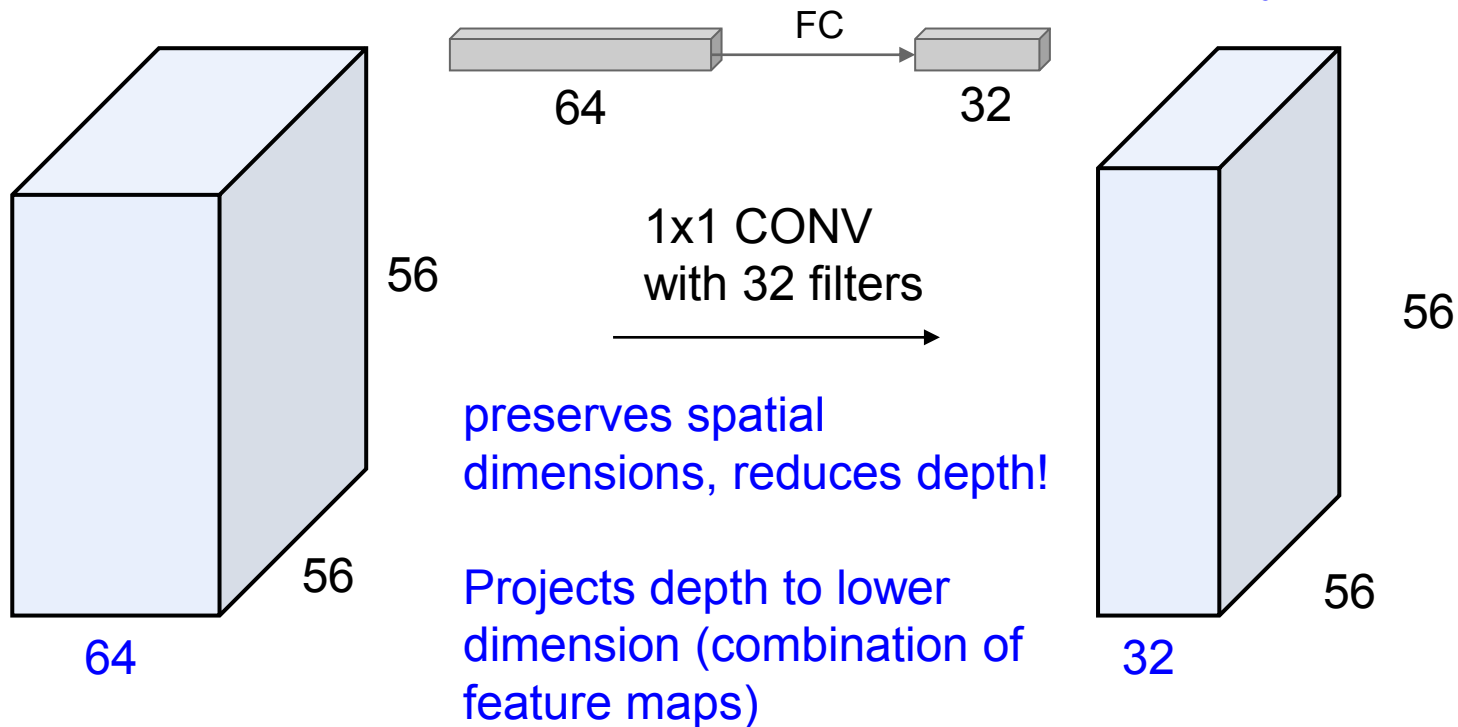 FC
64
32
1x1 CONV
with 32 filters
56
56
64
preserves spatial
dimensions, reduces depth!
Projects depth to lower
dimension (combination of
feature maps)
56
56
32